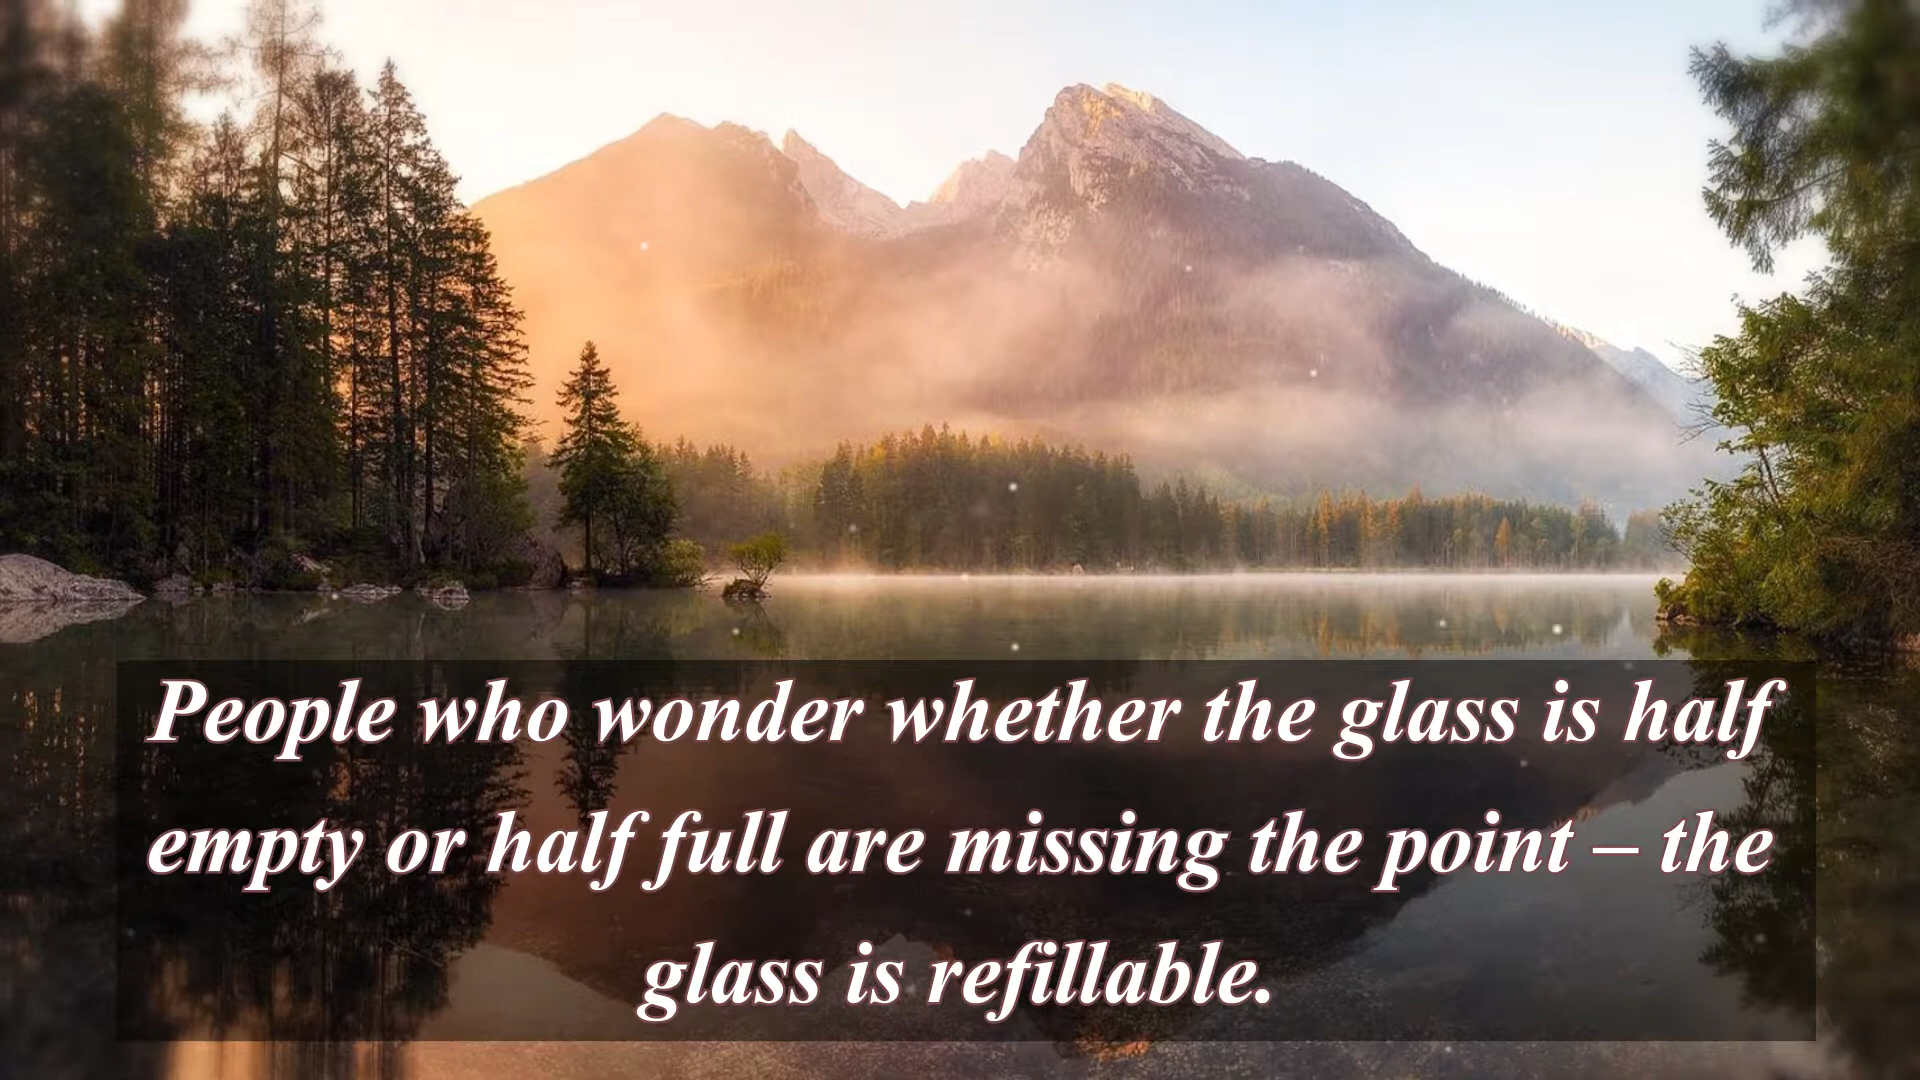 People who wonder whether the glass is half
empty or half full are missing the point – the
glass is refillable.